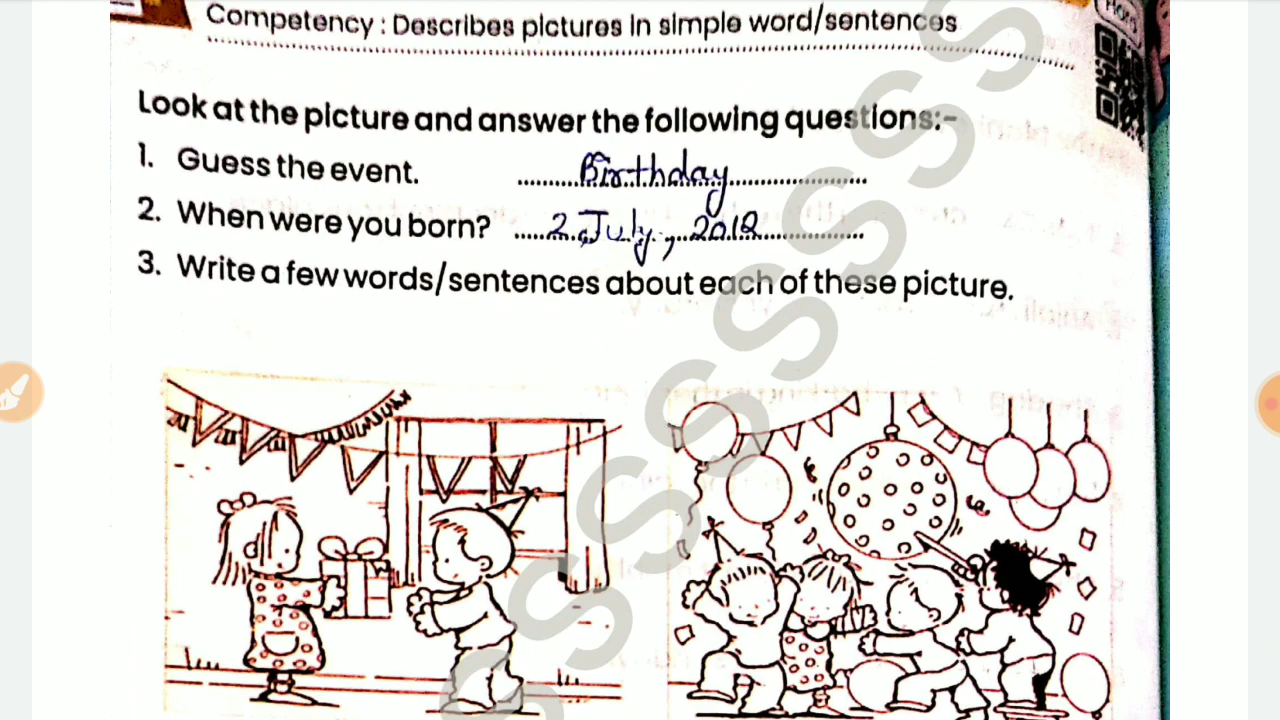 Competency : Describes pictures in simple word/sentences
Look at the picture and answer the following questions:-
1. Guess the event. Birthday
2. When were you born? 2 July, 2018
3. Write a few words/sentences about each of these picture.